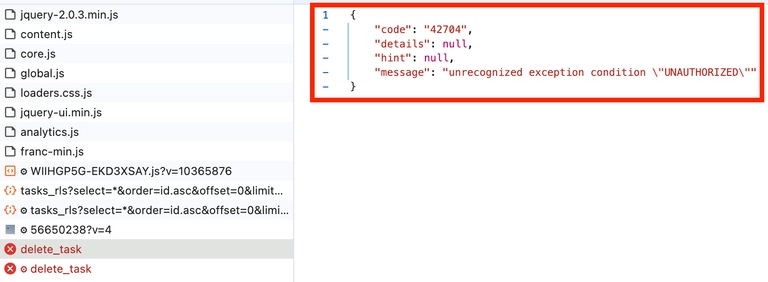 jquery-2.0.3.min.js
content.js
core.js
global.js
loaders.css.js
jquery-ui.min.js
analytics.js
franc-min.js
WIIHGP5G-EKD3XSAY.js?v=10365876
tasks_rls?select=*&order=id.asc&offset=0&limit...
tasks_rls?select=*&order=id.asc&offset=0&limi...
56650238?v=4
delete_task
delete_task
1 {
- "code": "42704",
- "details": null,
- "hint": null,
- "message": "unrecognized exception condition \"UNAUTHORIZED\""
- }